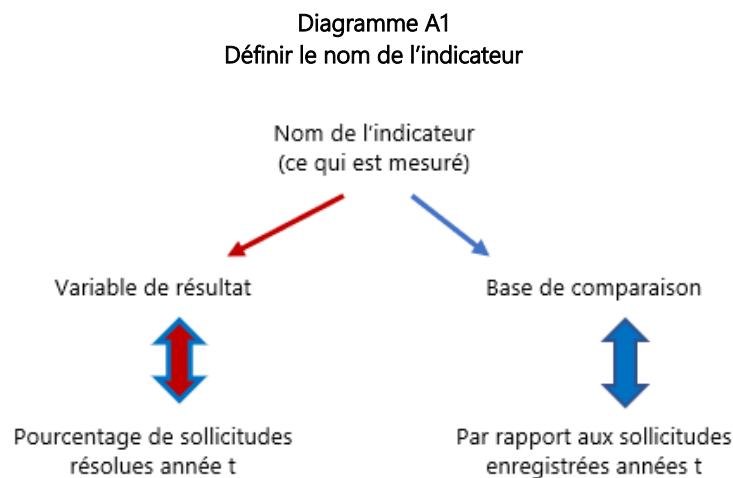 Diagramme A1
Définir le nom de l'indicateur
Nom de l'indicateur
(ce qui est mesuré)
Variable de résultat
Base de comparaison
Pourcentage de sollicitudes
résolues année t
Par rapport aux sollicitudes
enregistrées années t